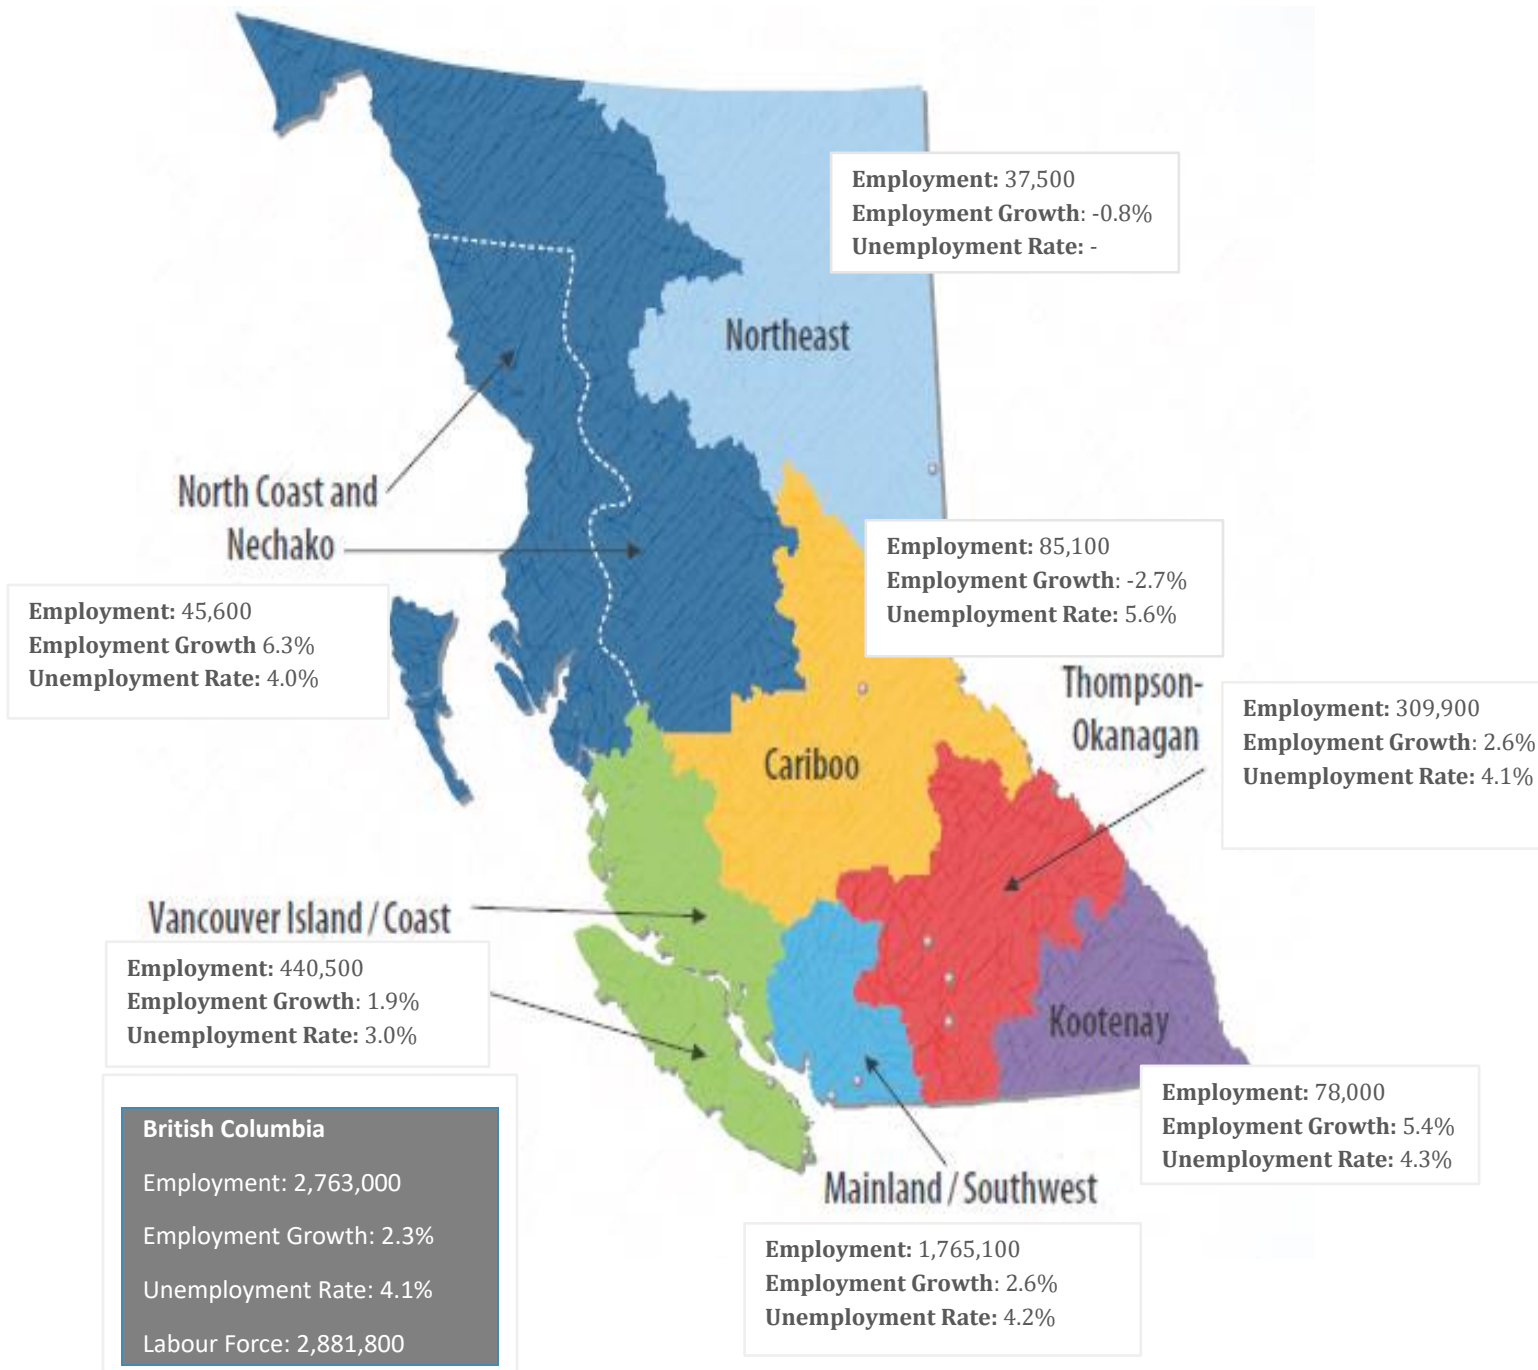 Employment: 37,500
Employment Growth: -0.8%
Unemployment Rate: -
Northeast
North Coast and
Nechako
Employment: 45,600
Employment Growth 6.3%
Unemployment Rate: 4.0%
Employment: 85,100
Employment Growth: -2.7%
Unemployment Rate: 5.6%
Cariboo
Thompson-
Okanagan
Employment: 309,900
Employment Growth: 2.6%
Unemployment Rate: 4.1%
Vancouver Island / Coast
Employment: 440,500
Employment Growth: 1.9%
Unemployment Rate: 3.0%
Kootenay
Employment: 78,000
Employment Growth: 5.4%
Unemployment Rate: 4.3%
Mainland / Southwest
Employment: 1,765,100
Employment Growth: 2.6%
Unemployment Rate: 4.2%
British Columbia
Employment: 2,763,000
Employment Growth: 2.3%
Unemployment Rate: 4.1%
Labour Force: 2,881,800